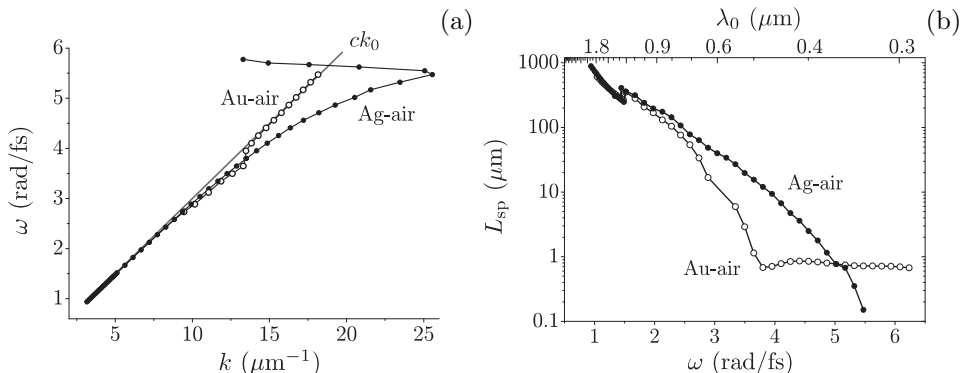 (a)
ck₀
6
5
4
3
2
1
ω (rad/fs)
Au-air
Ag-air
5
10
15
20
25
k (μm⁻¹)
λ₀ (μm)
(b)
1.8
0.9
0.6
0.4
0.3
1000
100
10
1
0.1
Lsp (μm)
Ag-air
Au-air
1
2
3
4
5
6
ω (rad/fs)